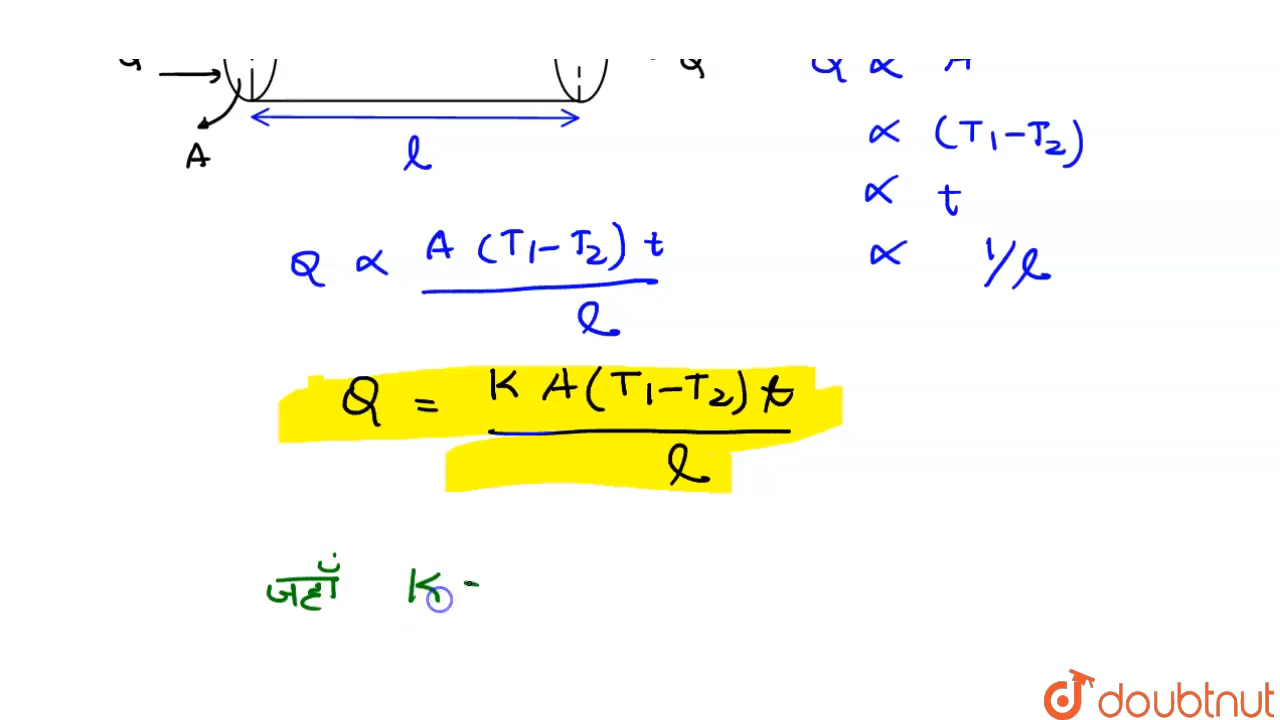 Q Q Q ∝ A
A l ∝ (T₁-T₂)
∝ t
Q ∝ A (T₁-T₂) t / l ∝ 1/l
Q = K A (T₁-T₂) t / l
जहाँ K -
doubtnut